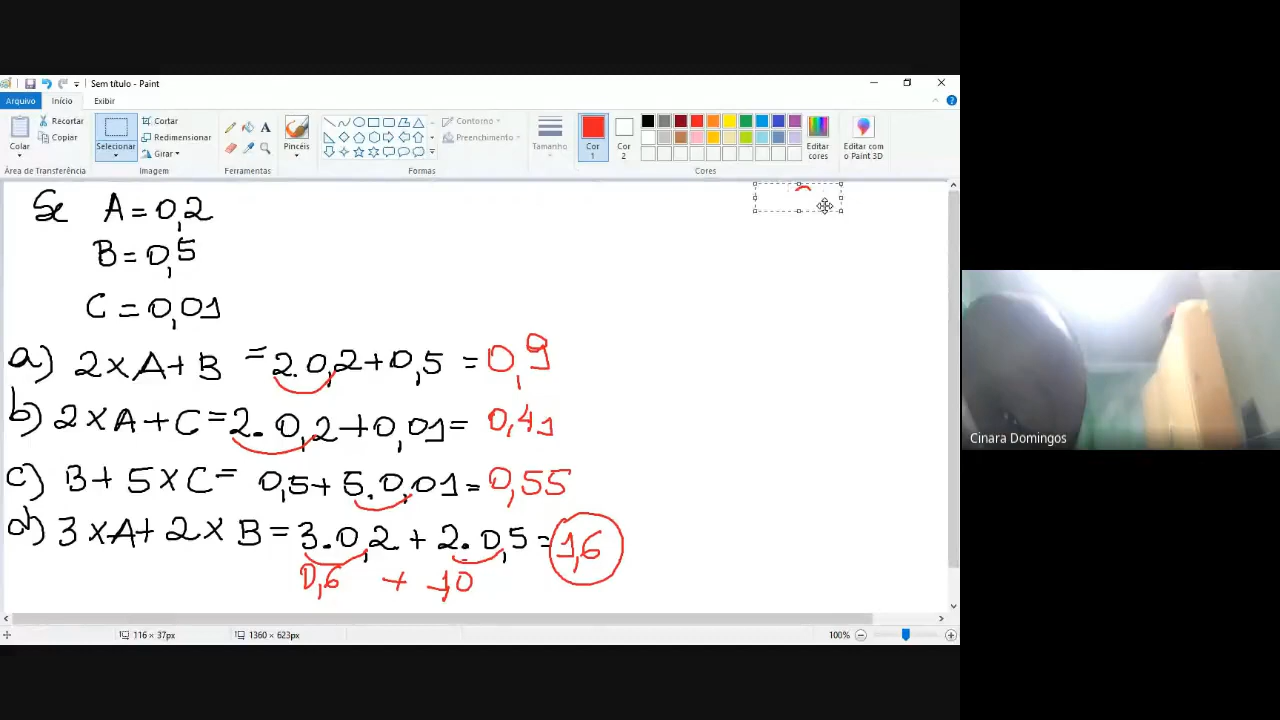 Sem título - Paint
Arquivo Início Exibir
Colar
Recortar
Copiar
Área de Transferência
Selecionar
Cortar
Redimensionar
Girar
Imagem
A
Ferramentas
Pincéis
Contorno
Preenchimento
Formas
Tamanho
Cor 1
Cor 2
Editar cores
Editar com o Paint 3D
Cores
Se A = 0,2
B = 0,5
C = 0,01
a) 2 x A + B = 2.0,2 + 0,5 = 0,9
b) 2 x A + C = 2. 0,2 + 0,01 = 0,41
c) B + 5 x C = 0,5 + 5.0,01 = 0,55
d) 3 x A + 2 x B = 3.0,2 + 2.0,5 = 1,6
0,6 + 1,0
116 × 37px
1360 × 623px
100%
Cinara Domingos